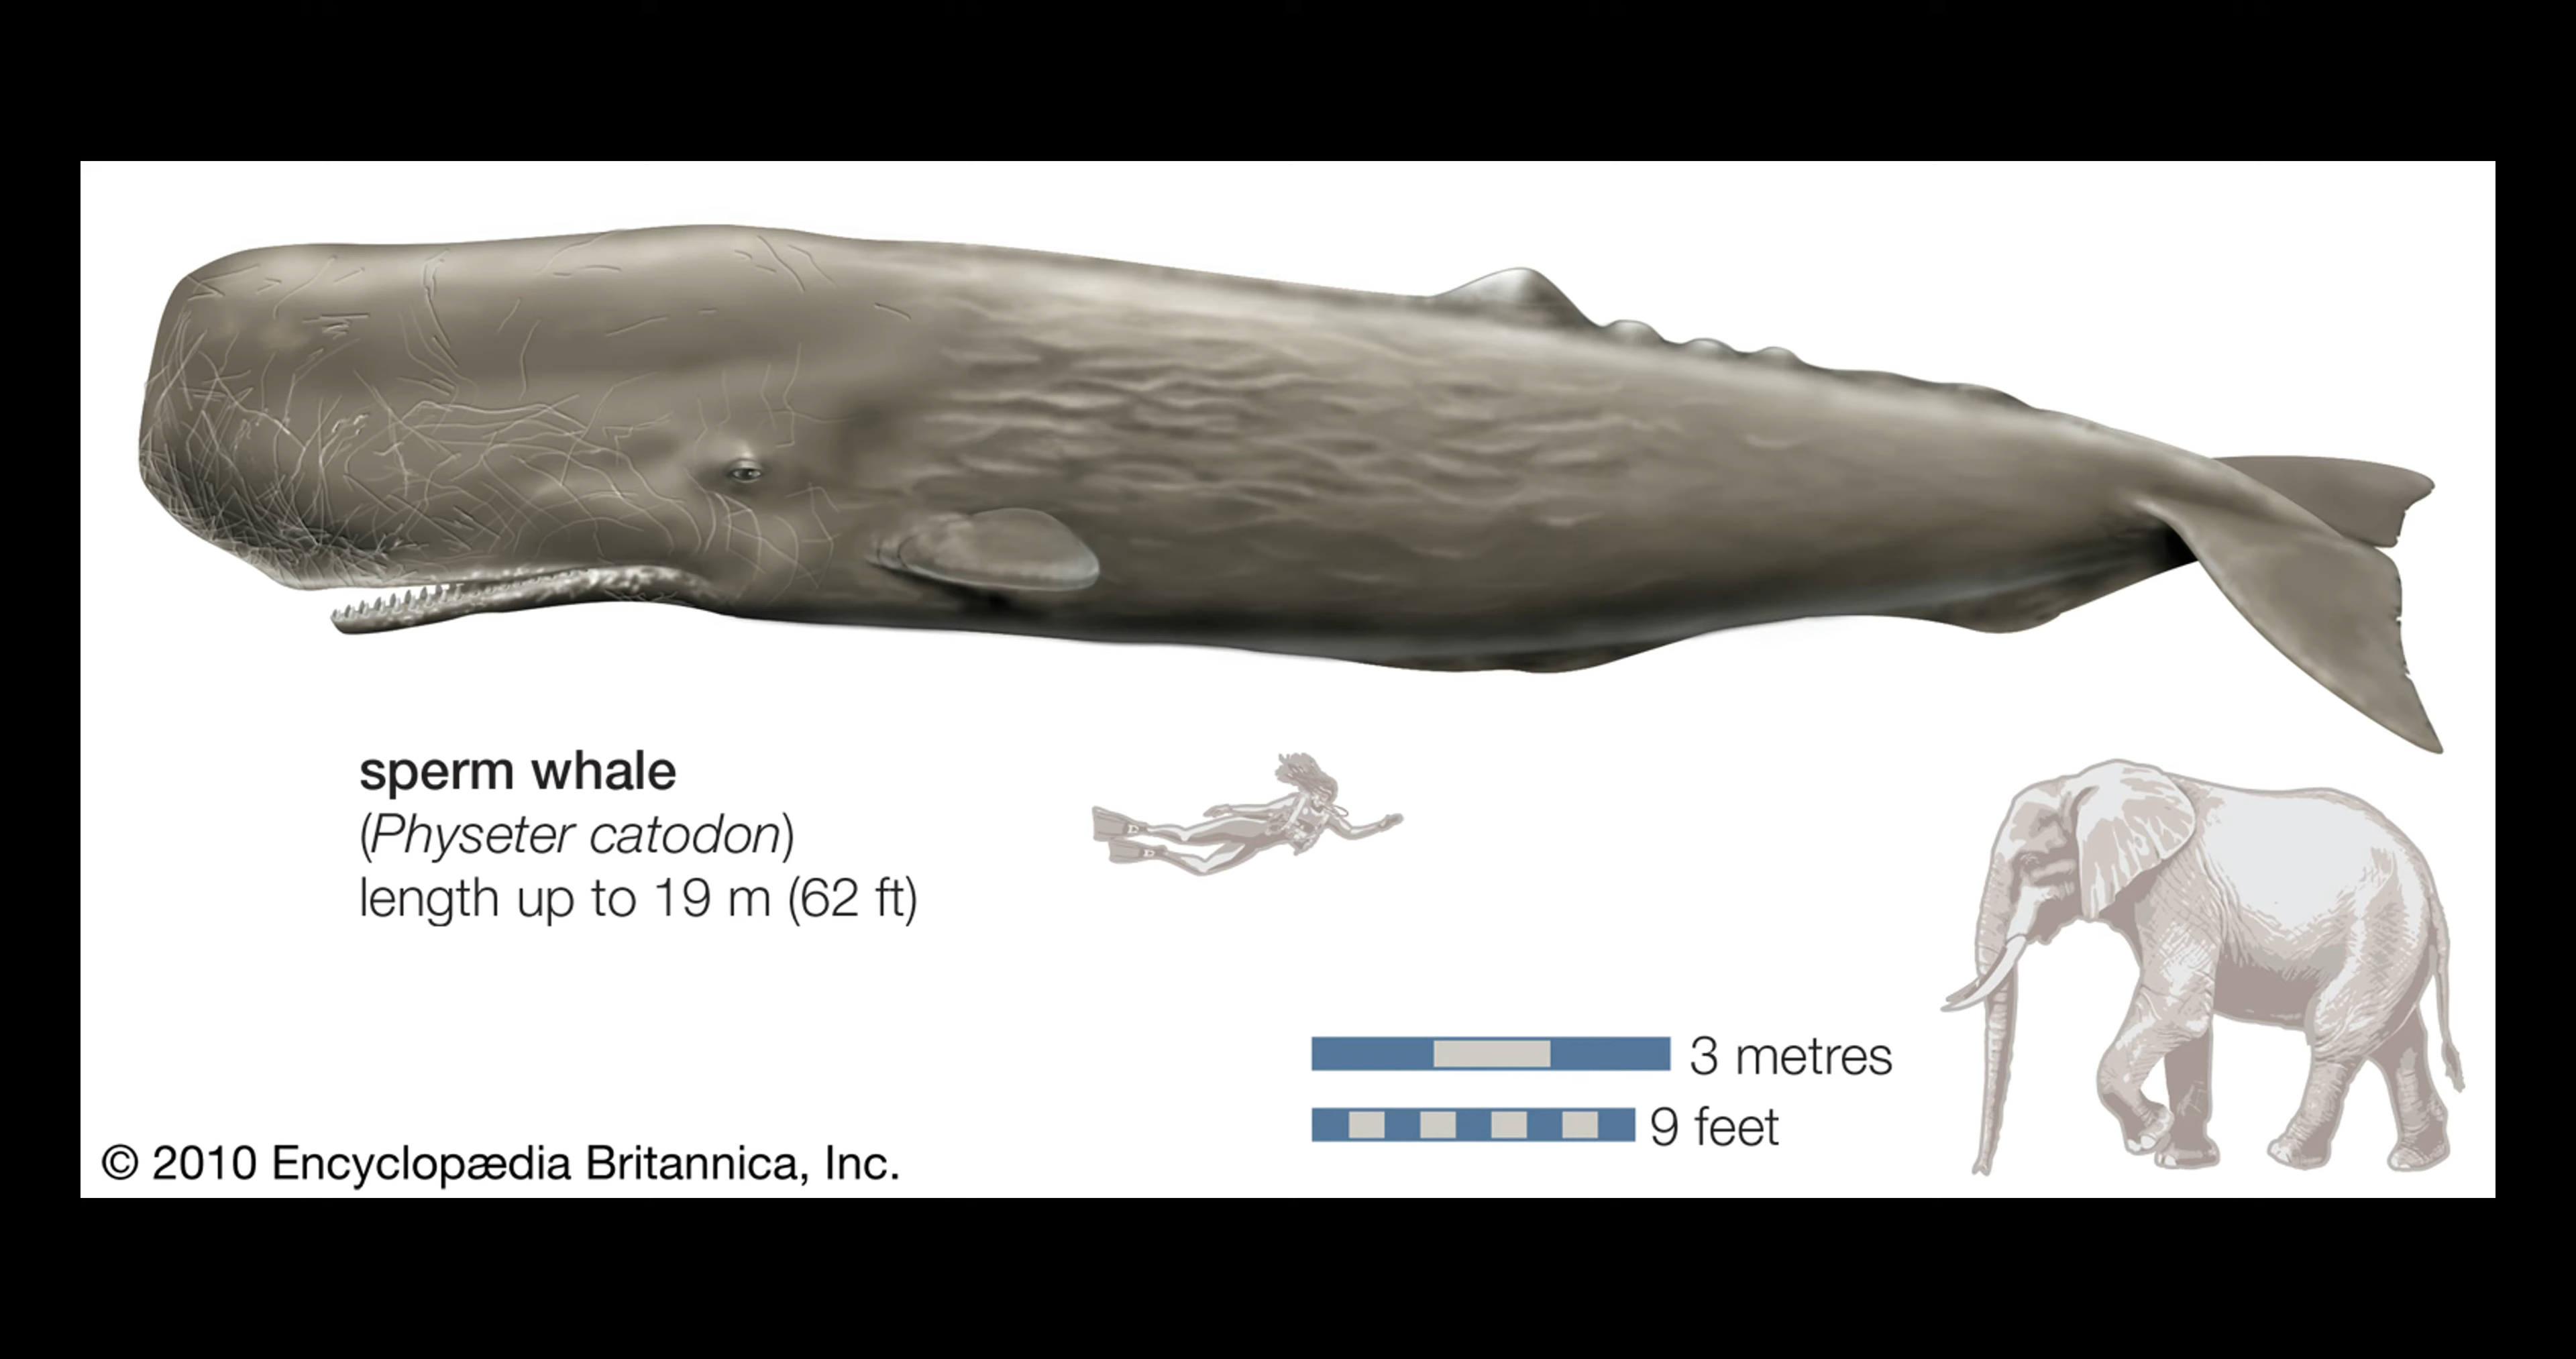 sperm whale
(Physeter catodon)
length up to 19 m (62 ft)
3 metres
9 feet
© 2010 Encyclopædia Britannica, Inc.